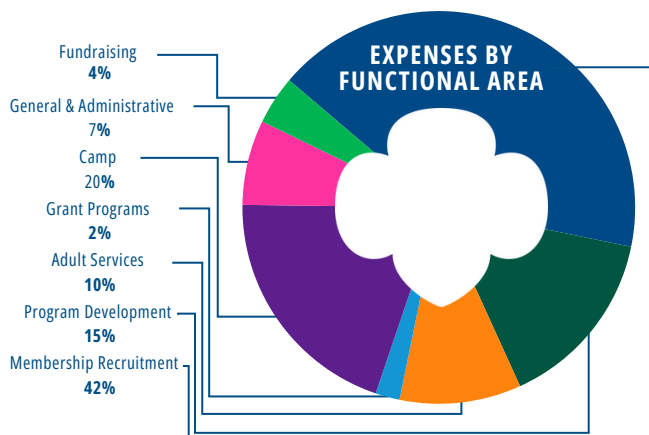 EXPENSES BY
FUNCTIONAL AREA
Fundraising
4%
General & Administrative
7%
Camp
20%
Grant Programs
2%
Adult Services
10%
Program Development
15%
Membership Recruitment
42%